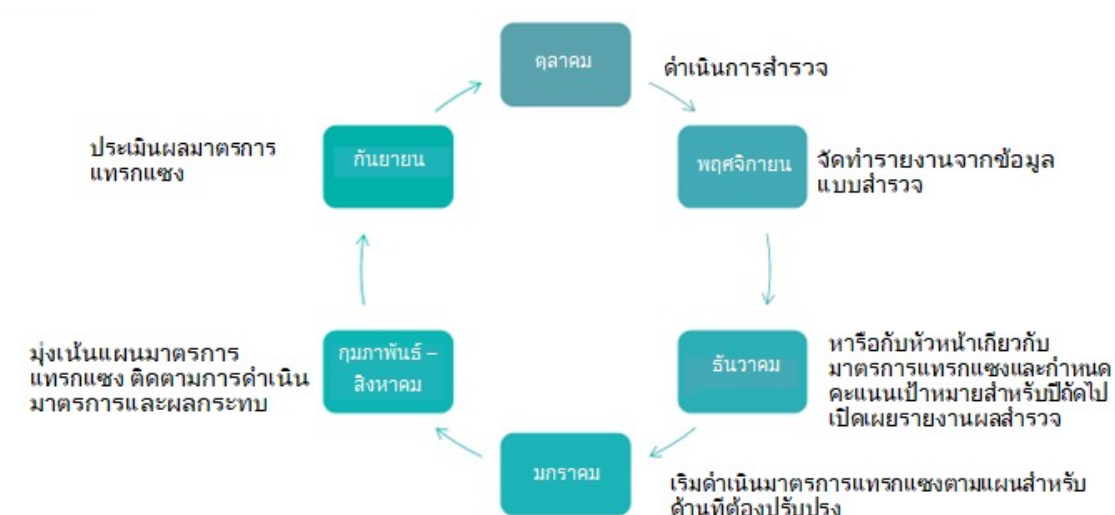 ตุลาคม
ดำเนินการสำรวจ
พฤศจิกายน
จัดทำรายงานจากข้อมูล
แบบสำรวจ
ธันวาคม
หารือกับหัวหน้าเกี่ยวกับ
มาตรการแทรกแซงและกำหนด
คะแนนเป้าหมายสำหรับปีถัดไป
เปิดเผยรายงานผลสำรวจ
มกราคม
เริ่มดำเนินมาตรการแทรกแซงตามแผนสำหรับ
ด้านที่ต้องปรับปรุง
กุมภาพันธ์ –
สิงหาคม
มุ่งเน้นแผนมาตรการ
แทรกแซง ติดตามการดำเนิน
มาตรการและผลกระทบ
กันยายน
ประเมินผลมาตรการ
แทรกแซง